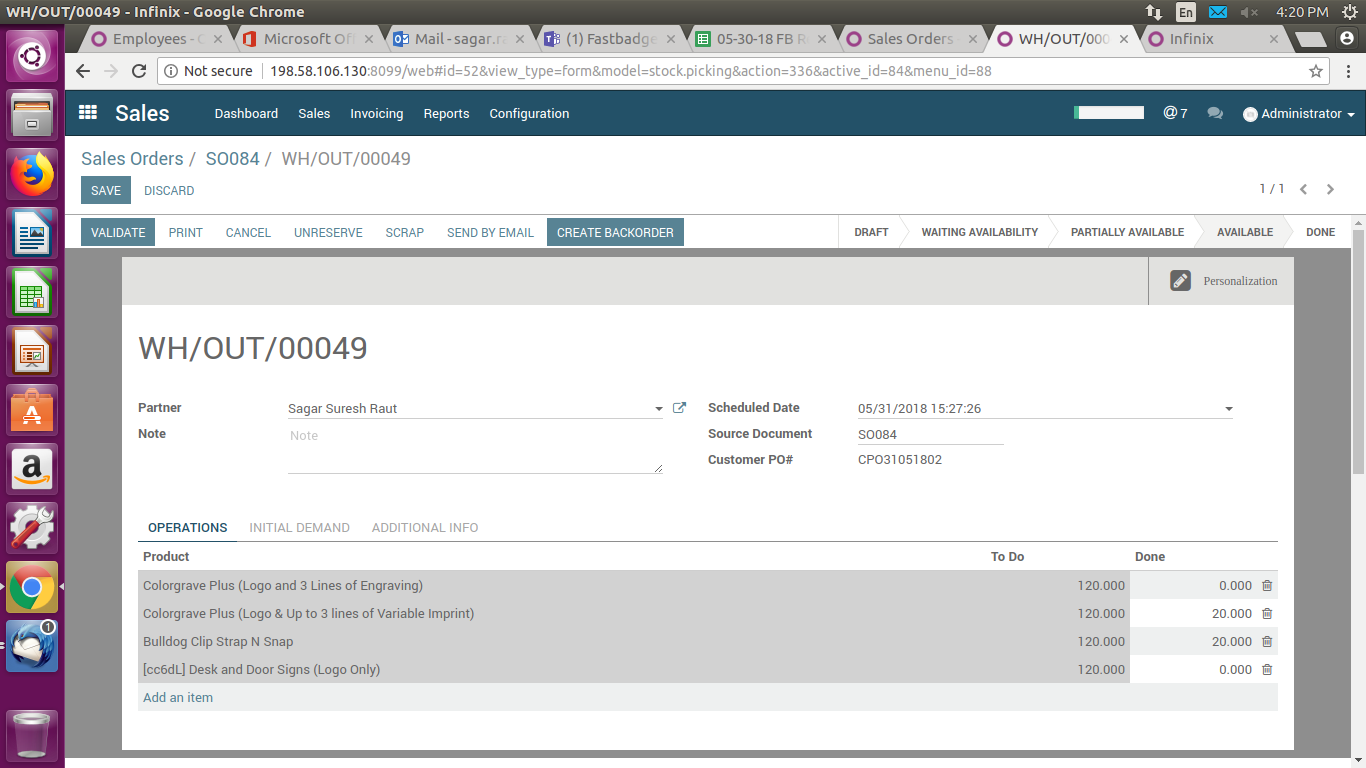 WH/OUT/00049 - Infinix - Google Chrome
En
4:20 PM
Employees - O
Microsoft Off
Mail - sagar.ra
(1) Fastbadge
05-30-18 FB R
Sales Orders -
WH/OUT/000
Infinix
Not secure
198.58.106.130:8099/web#id=52&view_type=form&model=stock.picking&action=336&active_id=84&menu_id=88
Sales
Dashboard
Sales
Invoicing
Reports
Configuration
@ 7
Administrator
Sales Orders / SO084 / WH/OUT/00049
SAVE
DISCARD
1 / 1
VALIDATE
PRINT
CANCEL
UNRESERVE
SCRAP
SEND BY EMAIL
CREATE BACKORDER
DRAFT
WAITING AVAILABILITY
PARTIALLY AVAILABLE
AVAILABLE
DONE
Personalization
WH/OUT/00049
Partner
Sagar Suresh Raut
Scheduled Date
05/31/2018 15:27:26
Note
Note
Source Document
SO084
Customer PO#
CPO31051802
OPERATIONS
INITIAL DEMAND
ADDITIONAL INFO
Product
To Do
Done
Colorgrave Plus (Logo and 3 Lines of Engraving) 120.000 0.000
Colorgrave Plus (Logo & Up to 3 lines of Variable Imprint) 120.000 20.000
Bulldog Clip Strap N Snap 120.000 20.000
[cc6dL] Desk and Door Signs (Logo Only) 120.000 0.000
Add an item
a
1